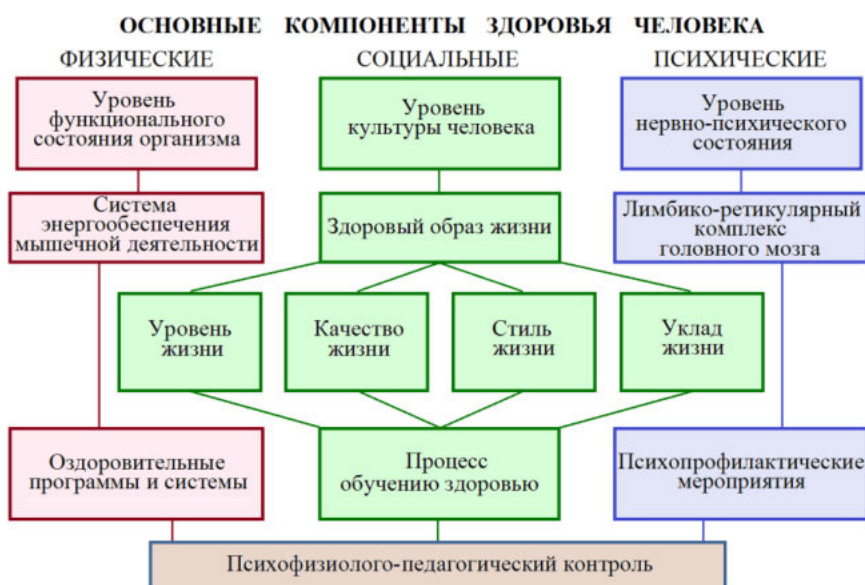 ОСНОВНЫЕ КОМПОНЕНТЫ ЗДОРОВЬЯ ЧЕЛОВЕКА
ФИЗИЧЕСКИЕ
СОЦИАЛЬНЫЕ
ПСИХИЧЕСКИЕ
Уровень
функционального
состояния организма
Уровень
культуры человека
Уровень
нервно-психического
состояния
Система
энергообеспечения
мышечной деятельности
Здоровый образ жизни
Лимбико-ретикулярный
комплекс
головного мозга
Уровень
жизни
Качество
жизни
Стиль
жизни
Уклад
жизни
Оздоровительные
программы и системы
Процесс
обучению здоровью
Психопрофилактические
мероприятия
Психофизиолого-педагогический контроль